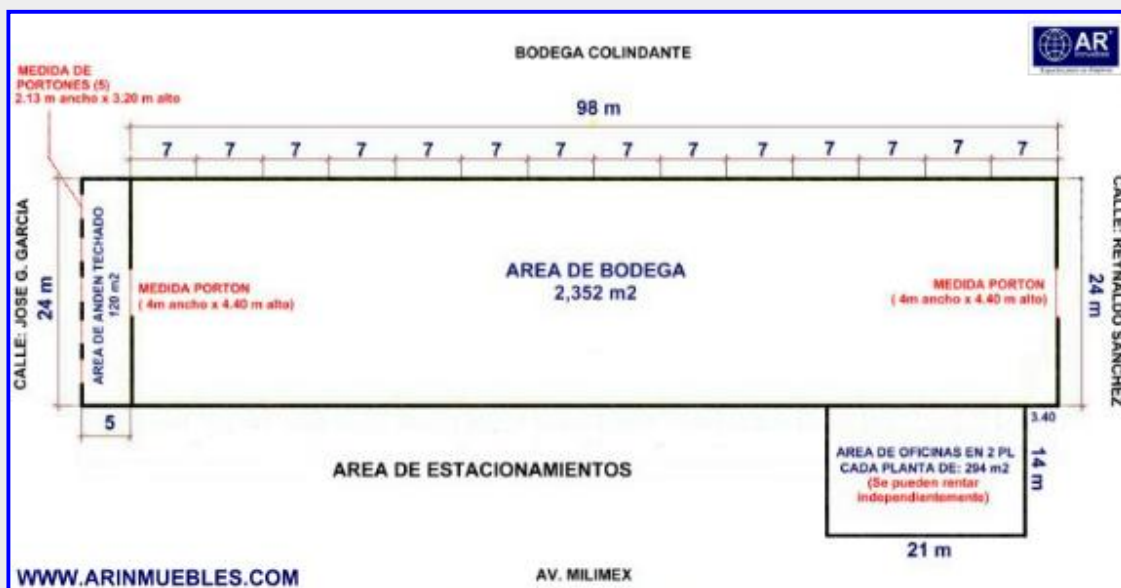 BODEGA COLINDANTE
AR
MEDIDA DE
PORTONES (5)
2.13 m ancho x 3.20 m alto
98 m
7 7 7 7 7 7 7 7 7 7 7 7 7 7
CALLE: JOSE G. GARCIA
24 m
AREA DE ANDEN TECHADO
120 m2
MEDIDA PORTON
( 4m ancho x 4.40 m alto)
AREA DE BODEGA
2,352 m2
MEDIDA PORTON
( 4m ancho x 4.40 m alto)
24 m
CALLE: REYNALDO SANCHEZ
5
3.40
AREA DE ESTACIONAMIENTOS
AREA DE OFICINAS EN 2 PL
CADA PLANTA DE: 294 m2
(Se pueden rentar
independientemente)
14 m
21 m
WWW.ARINMUEBLES.COM
AV. MILIMEX